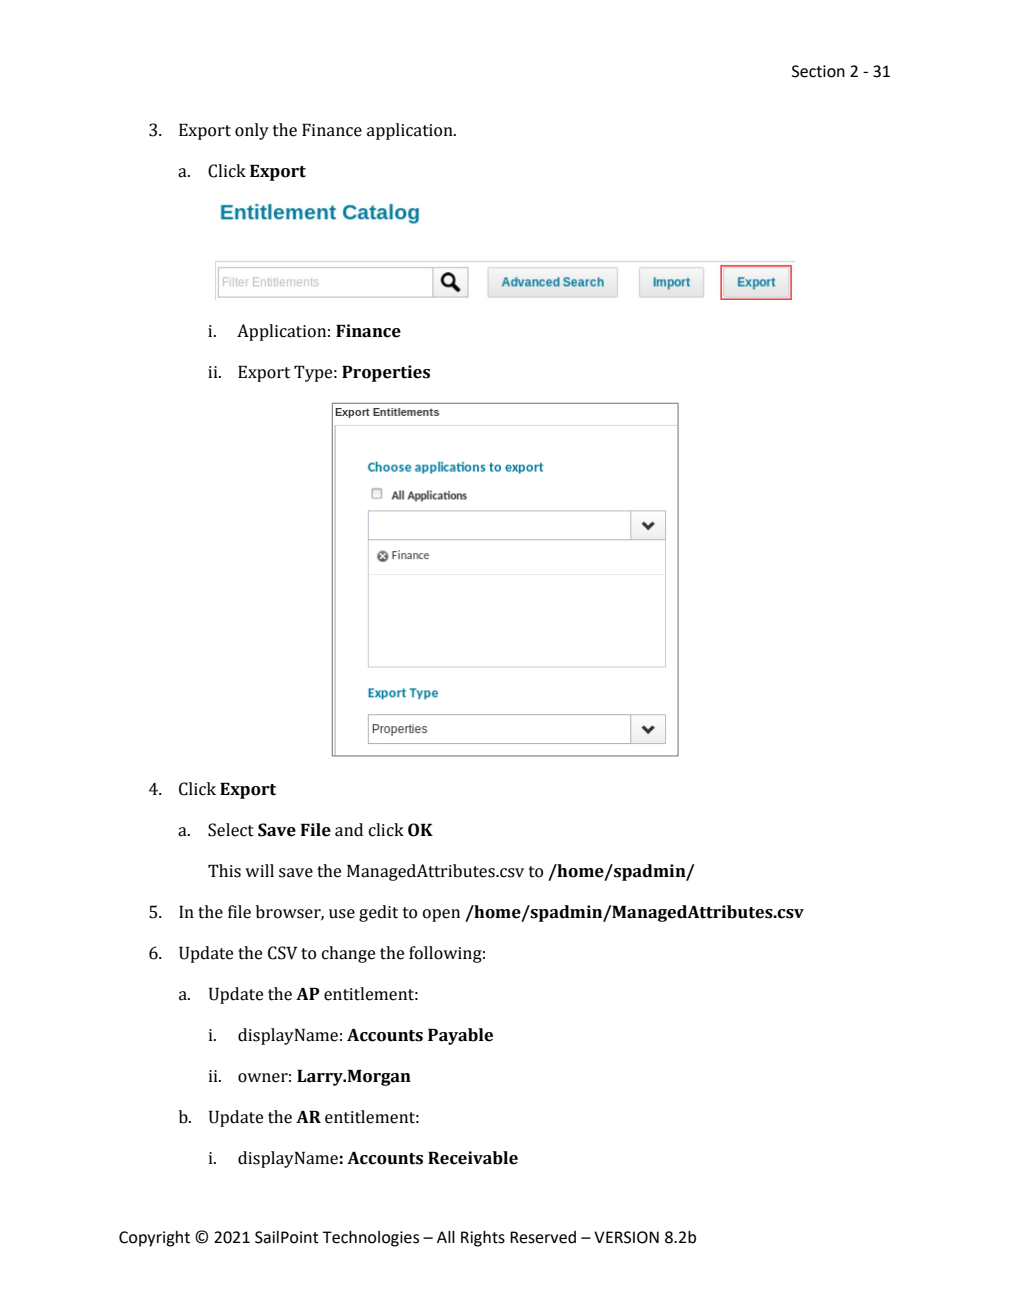 Section 2 - 31
3. Export only the Finance application.
a. Click Export
Entitlement Catalog
Filter Entitlements Advanced Search Import Export
i. Application: Finance
ii. Export Type: Properties
Export Entitlements
Choose applications to export
All Applications
Finance
Export Type
Properties
4. Click Export
a. Select Save File and click OK
This will save the ManagedAttributes.csv to /home/spadmin/
5. In the file browser, use gedit to open /home/spadmin/ManagedAttributes.csv
6. Update the CSV to change the following:
a. Update the AP entitlement:
i. displayName: Accounts Payable
ii. owner: Larry.Morgan
b. Update the AR entitlement:
i. displayName: Accounts Receivable
Copyright © 2021 SailPoint Technologies – All Rights Reserved – VERSION 8.2b